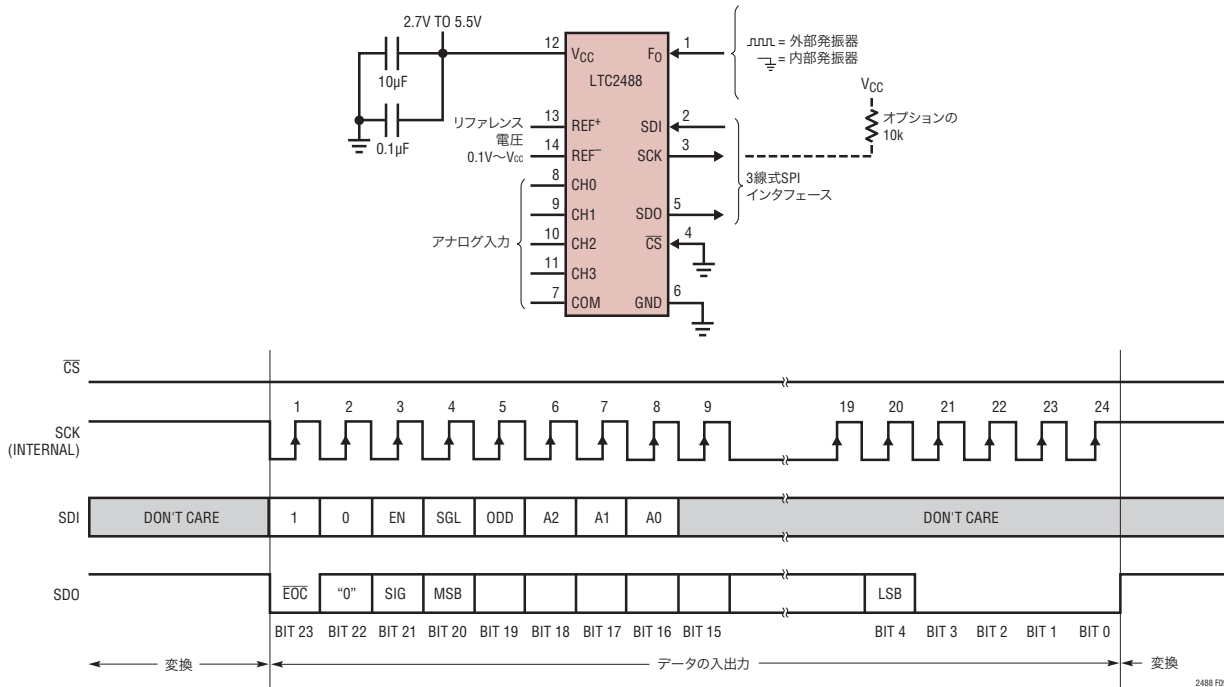 2.7V TO 5.5V
10µF
0.1µF
リファレンス
電圧
0.1V～VCC
アナログ入力
12
13
14
8
9
10
11
7
VCC
LTC2488
REF+
REF–
CH0
CH1
CH2
CH3
COM
FO
SDI
SCK
SDO
CS
GND
1
2
3
5
4
6
= 外部発振器
= 内部発振器
VCC
オプションの
10k
3線式SPI
インタフェース
CS
SCK
(INTERNAL)
1 2 3 4 5 6 7 8 9 19 20 21 22 23 24
SDI
DON'T CARE 1 0 EN SGL ODD A2 A1 A0 DON'T CARE
SDO
EOC "0" SIG MSB LSB
BIT 23 BIT 22 BIT 21 BIT 20 BIT 19 BIT 18 BIT 17 BIT 16 BIT 15 BIT 4 BIT 3 BIT 2 BIT 1 BIT 0
変換 データの入出力 変換